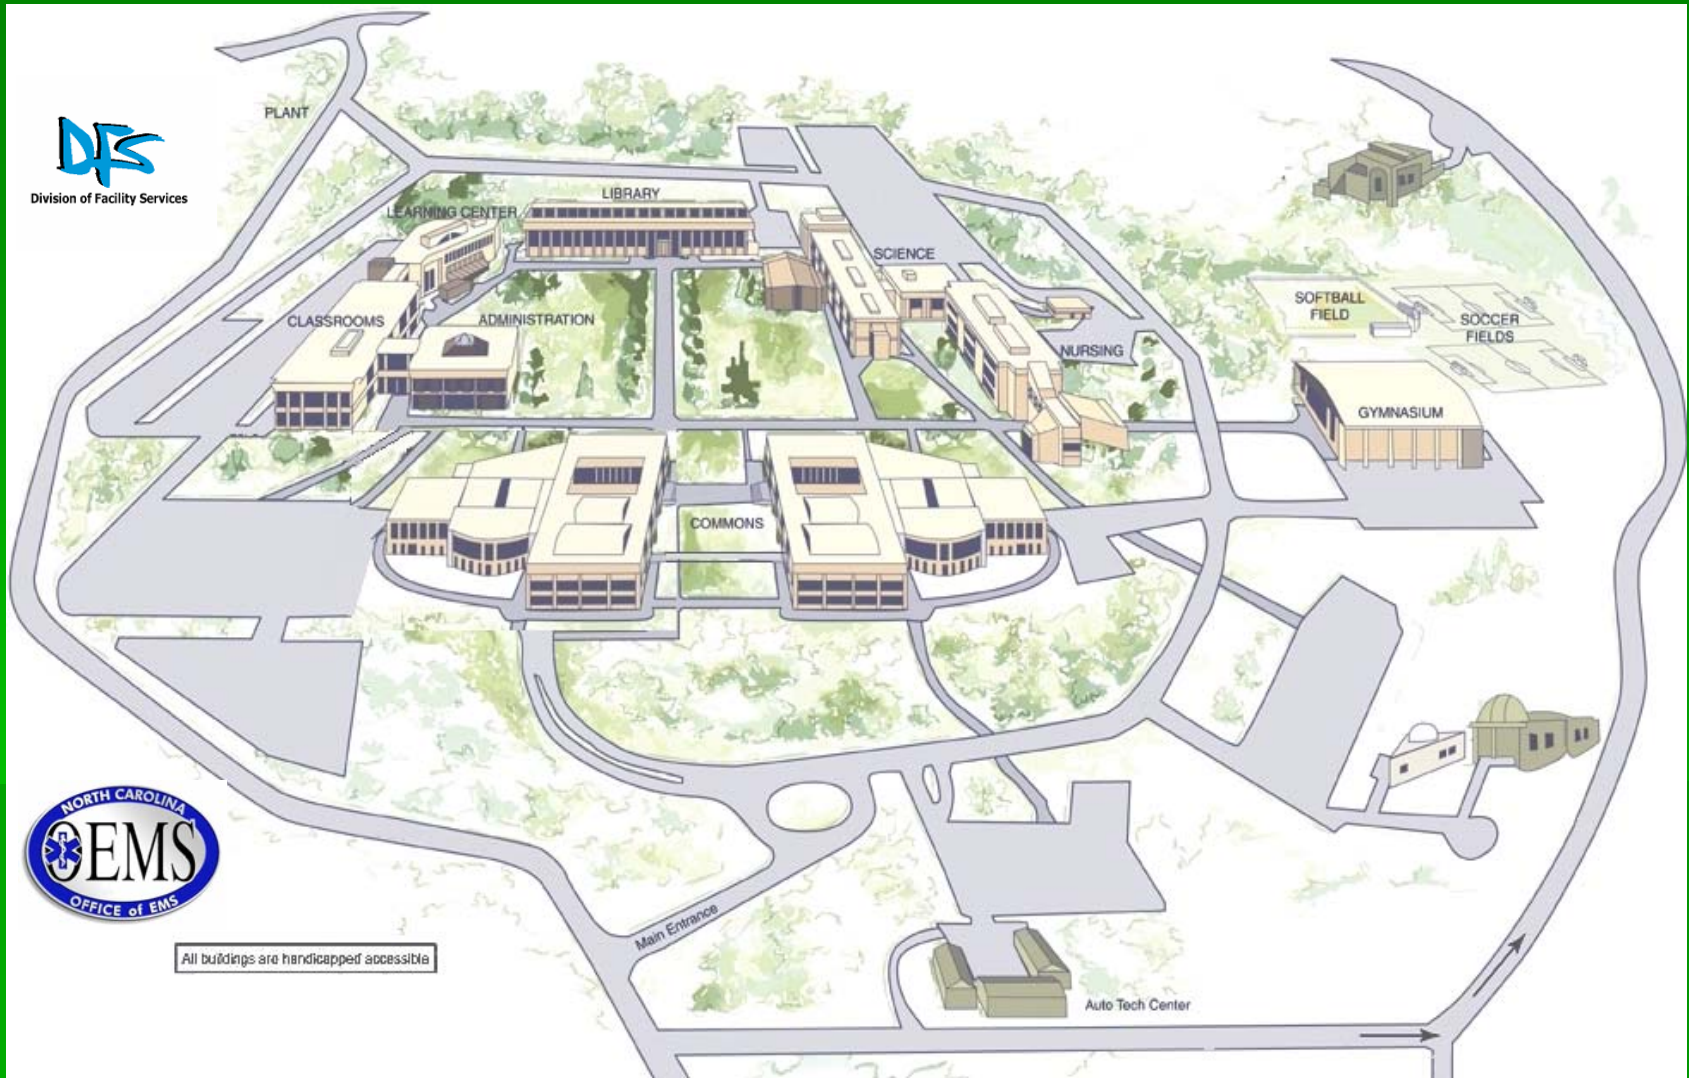 PLANT
DFS
Division of Facility Services
LIBRARY
LEARNING CENTER
SCIENCE
CLASSROOMS
ADMINISTRATION
SOFTBALL
FIELD
SOCCER
FIELDS
NURSING
GYMNASIUM
COMMONS
NORTH CAROLINA
OEMS
OFFICE of EMS
Main Entrance
All buildings are handicapped accessible
Auto Tech Center